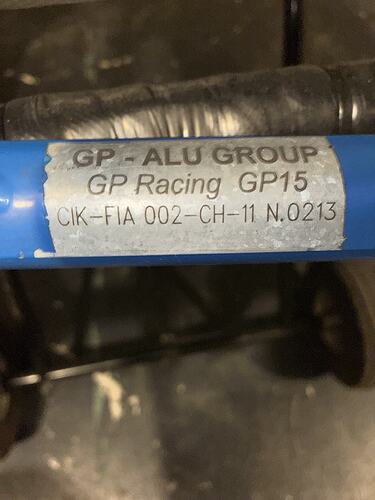 GP - ALU GROUP
GP Racing GP15
CIK-FIA 002-CH-11 N.0213